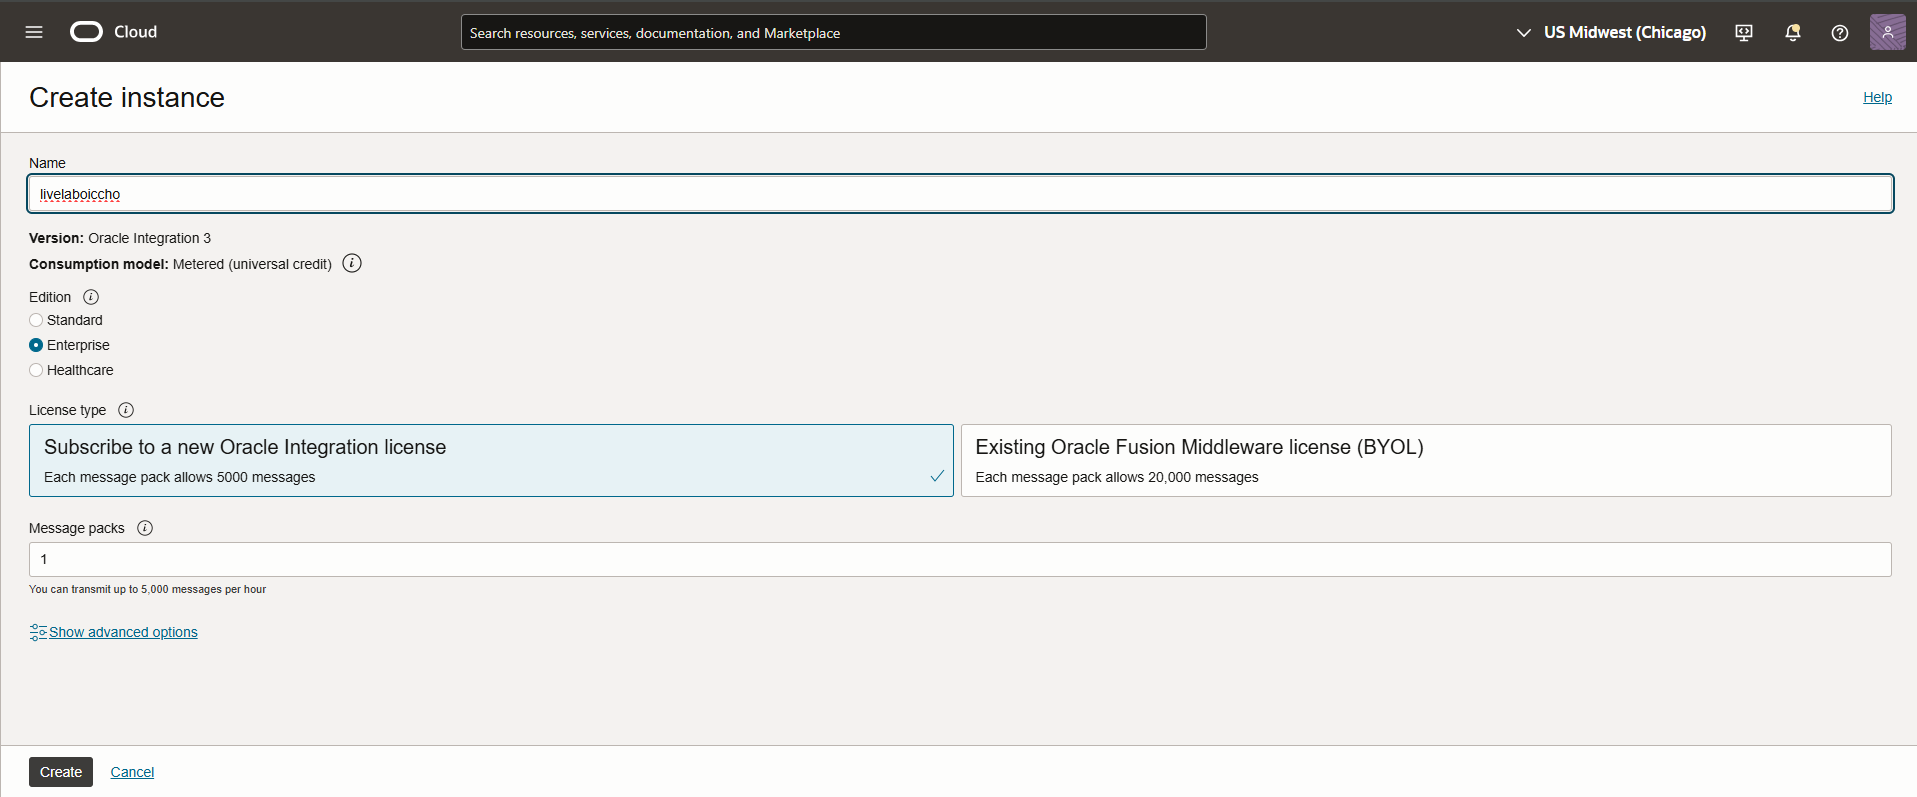 Cloud
Search resources, services, documentation, and Marketplace
US Midwest (Chicago)
Create instance
Help
Name
livelaboiccho
Version: Oracle Integration 3
Consumption model: Metered (universal credit)
Edition
Standard
Enterprise
Healthcare
License type
Subscribe to a new Oracle Integration license
Each message pack allows 5000 messages
Existing Oracle Fusion Middleware license (BYOL)
Each message pack allows 20,000 messages
Message packs
1
You can transmit up to 5,000 messages per hour
Show advanced options
Create
Cancel